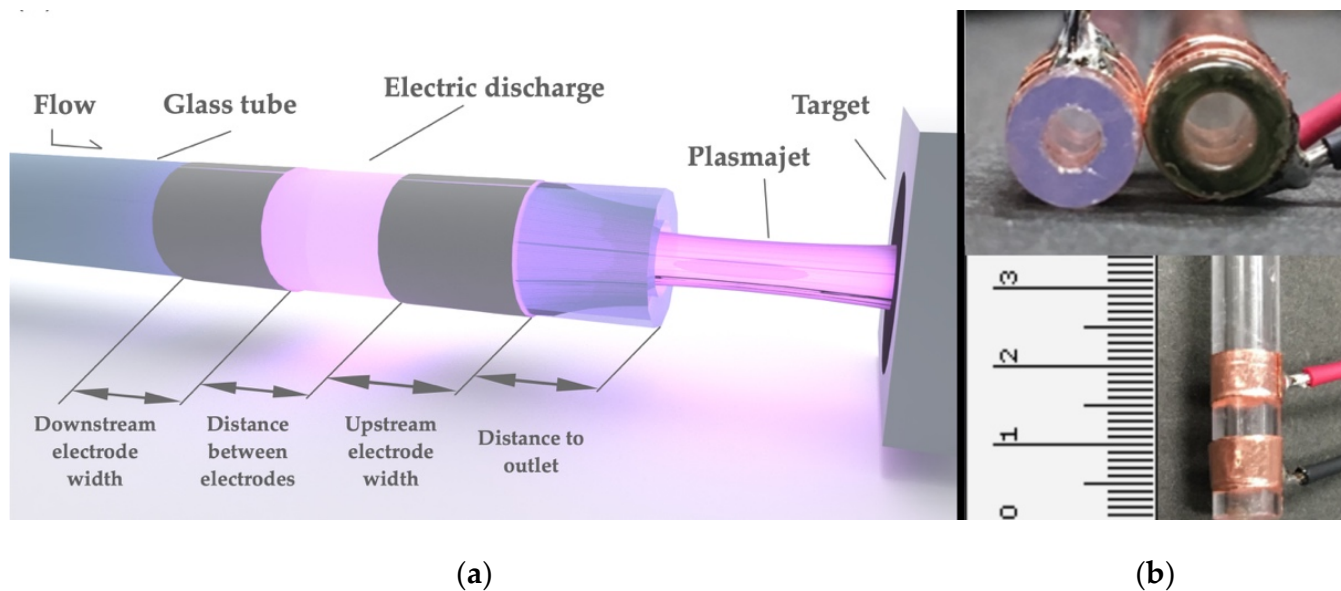 Flow
Glass tube
Electric discharge
Target
Plasmajet
Downstream
electrode
width
Distance
between
electrodes
Upstream
electrode
width
Distance to
outlet
3
2
1
0
(a)
(b)